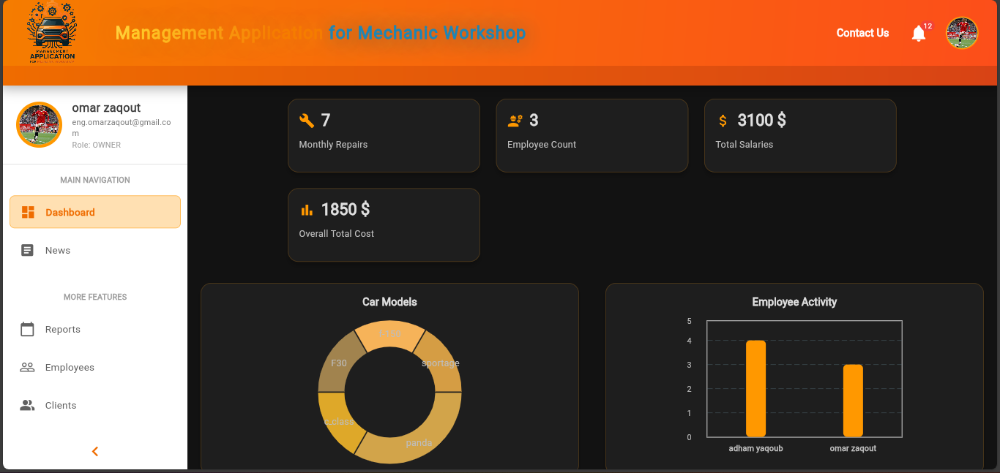 MANAGEMENT
APPLICATION
Management Application for Mechanic Workshop
Contact Us
12
omar zaqout
eng.omarzaqout@gmail.co
m
Role: OWNER
MAIN NAVIGATION
Dashboard
News
MORE FEATURES
Reports
Employees
Clients
7
Monthly Repairs
3
Employee Count
3100 $
Total Salaries
1850 $
Overall Total Cost
Car Models
F30
sportage
c.class
panda
Employee Activity
5
4
3
2
1
0
adham yaqoub
omar zaqout